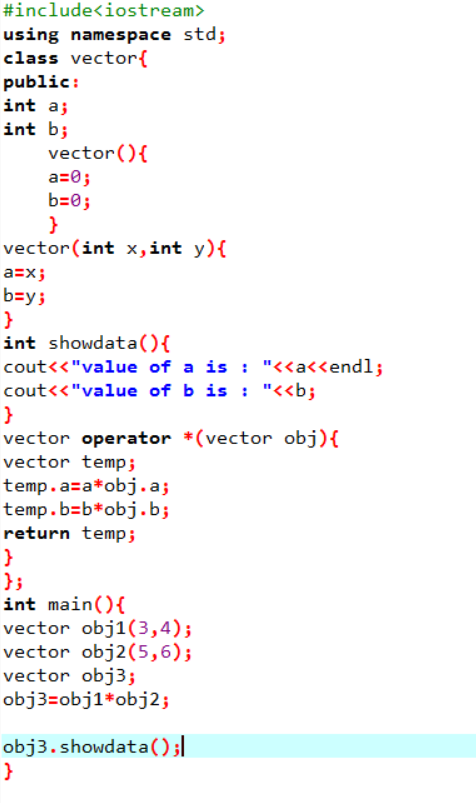 #include<iostream>
using namespace std;
class vector{
public:
int a;
int b;
    vector(){
    a=0;
    b=0;
    }
vector(int x,int y){
a=x;
b=y;
}
int showdata(){
cout<<"value of a is : "<<a<<endl;
cout<<"value of b is : "<<b;
}
vector operator *(vector obj){
vector temp;
temp.a=a*obj.a;
temp.b=b*obj.b;
return temp;
}
};
int main(){
vector obj1(3,4);
vector obj2(5,6);
vector obj3;
obj3=obj1*obj2;

obj3.showdata();
}